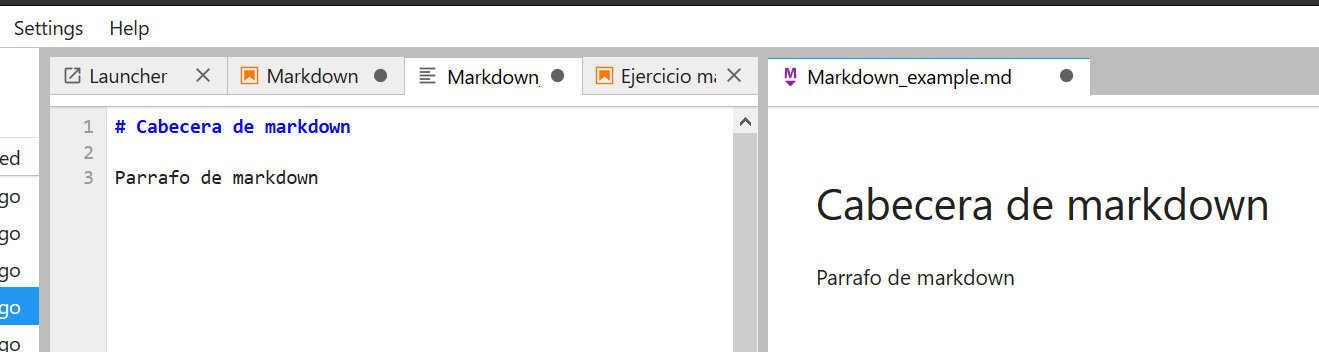 Settings Help
Launcher Markdown Markdown_ Ejercicio ma Markdown_example.md
1 # Cabecera de markdown
2
3 Parrafo de markdown
ed
go
go
go
go
go
Cabecera de markdown
Parrafo de markdown